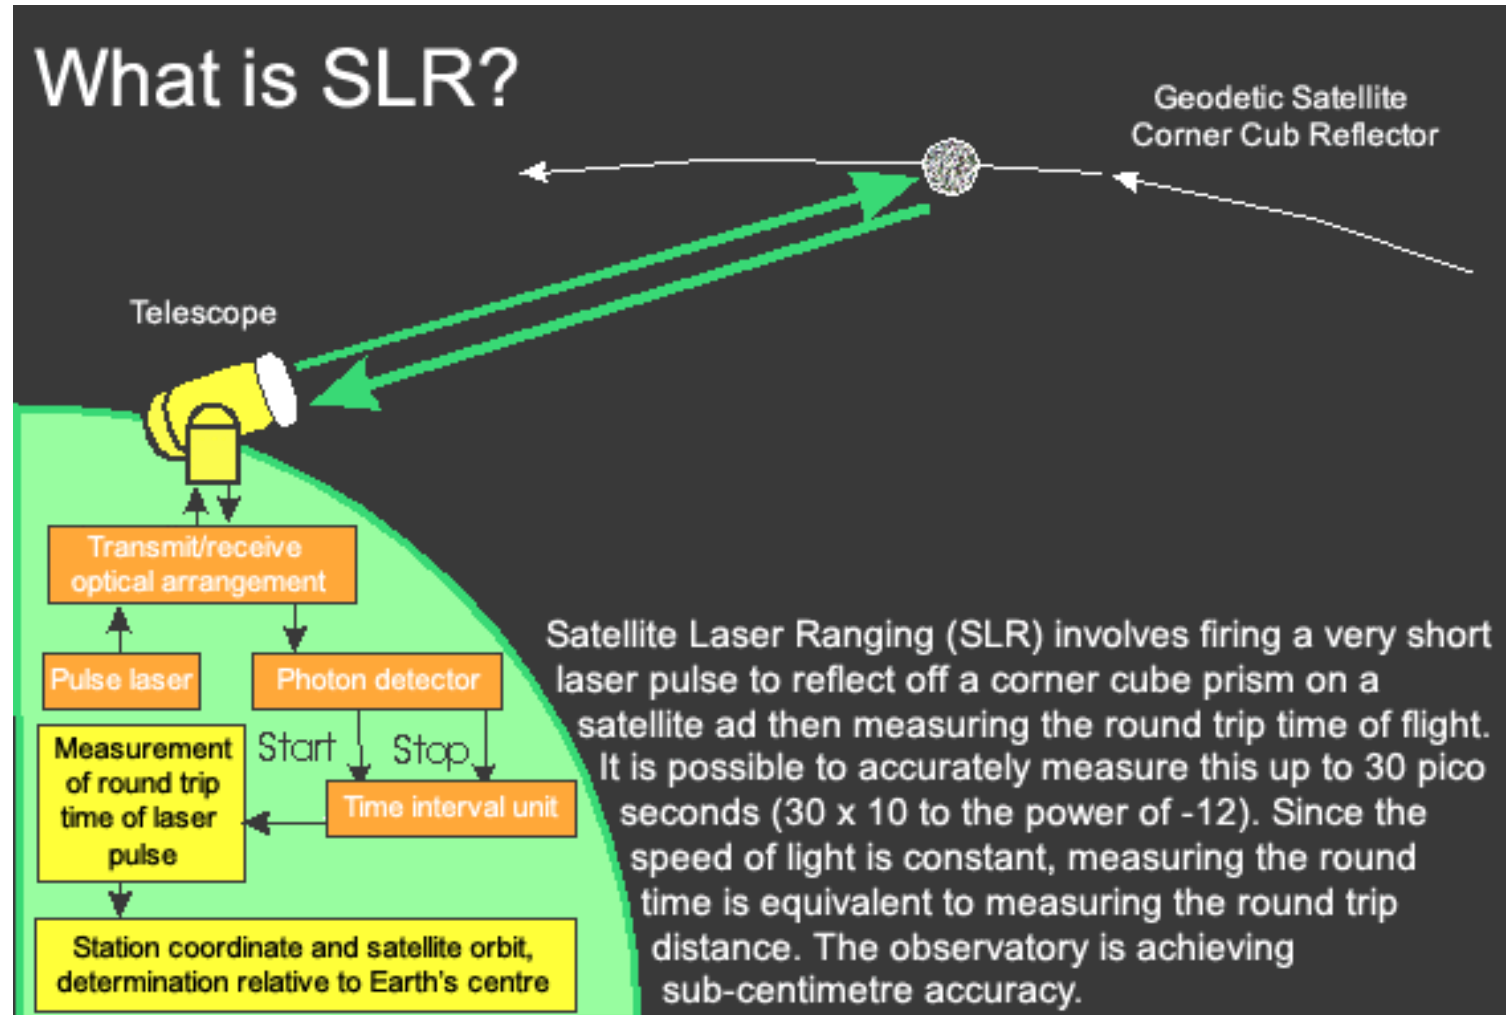 What is SLR?
Geodetic Satellite
Corner Cub Reflector
Telescope
Transmit/receive
optical arrangement
Pulse laser
Photon detector
Start
Stop
Measurement
of round trip
time of laser
pulse
Time interval unit
Station coordinate and satellite orbit,
determination relative to Earth's centre
Satellite Laser Ranging (SLR) involves firing a very short
laser pulse to reflect off a corner cube prism on a
satellite ad then measuring the round trip time of flight.
It is possible to accurately measure this up to 30 pico
seconds (30 x 10 to the power of -12). Since the
speed of light is constant, measuring the round
time is equivalent to measuring the round trip
distance. The observatory is achieving
sub-centimetre accuracy.